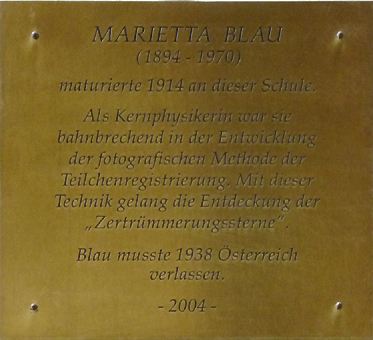 MARIETTA BLAU
(1894 - 1970)
maturierte 1914 an dieser Schule.
Als Kernphysikerin war sie
bahnbrechend in der Entwicklung
der fotografischen Methode der
Teilchenregistrierung. Mit dieser
Technik gelang die Entdeckung der
„Zertrümmerungssterne“.
Blau musste 1938 Österreich
verlassen.
- 2004 -